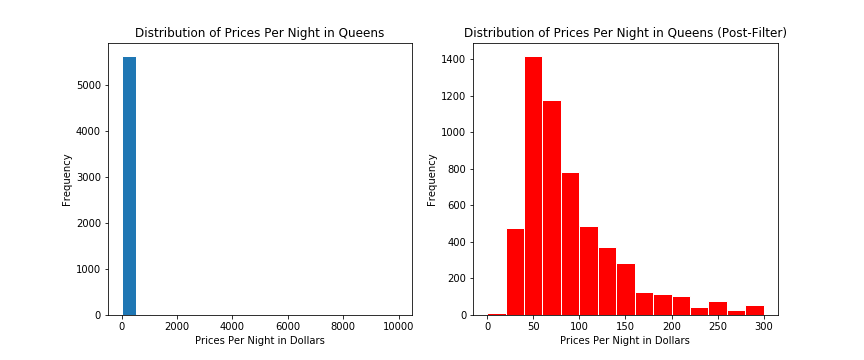 Distribution of Prices Per Night in Queens
Frequency
5000
4000
3000
2000
1000
0
0 2000 4000 6000 8000 10000
Prices Per Night in Dollars
Distribution of Prices Per Night in Queens (Post-Filter)
Frequency
1400
1200
1000
800
600
400
200
0
0 50 100 150 200 250 300
Prices Per Night in Dollars